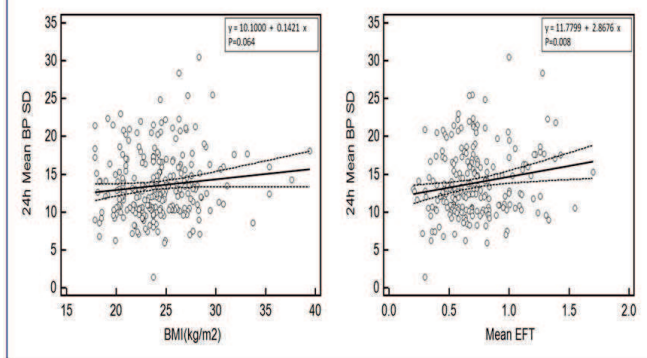 y = 10.1000 + 0.1421 x
P=0.064
24h Mean BP SD
35
30
25
20
15
10
5
0
15 20 25 30 35 40
BMI(kg/m2)
y = 11.7799 + 2.8676 x
P=0.008
24h Mean BP SD
35
30
25
20
15
10
5
0
0.0 0.5 1.0 1.5 2.0
Mean EFT